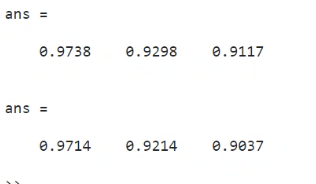 ans =
0.9738 0.9298 0.9117
ans =
0.9714 0.9214 0.9037
>>